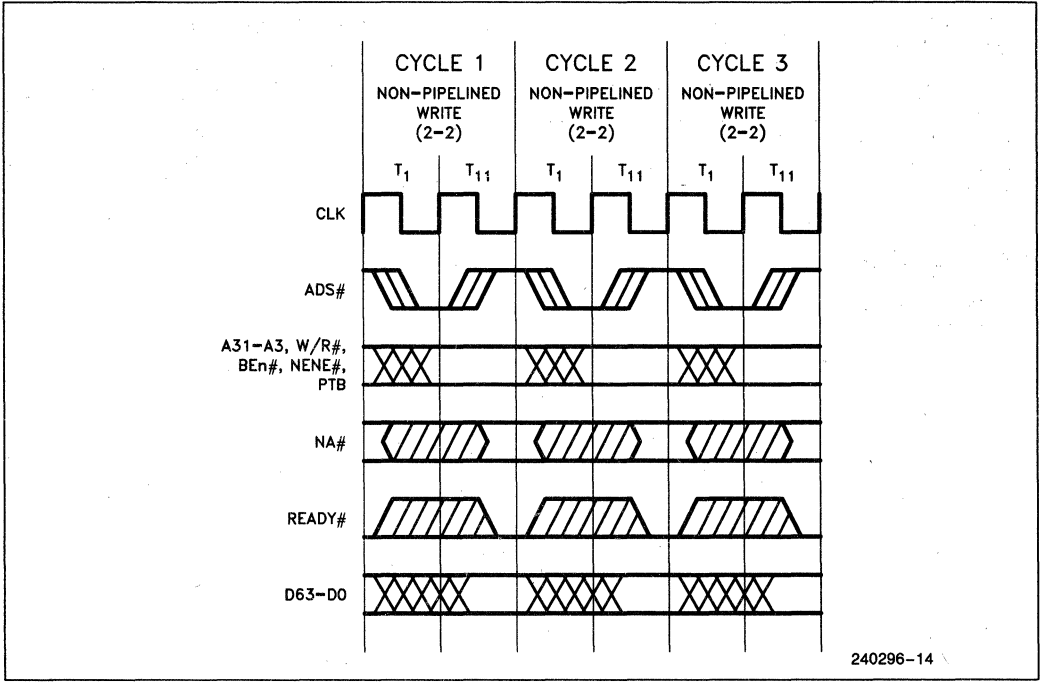 CYCLE 1
NON-PIPELINED
WRITE
(2-2)
CYCLE 2
NON-PIPELINED
WRITE
(2-2)
CYCLE 3
NON-PIPELINED
WRITE
(2-2)
T1 T11 T1 T11 T1 T11
CLK
ADS#
A31-A3, W/R#,
BEn#, NENE#,
PTB
NA#
READY#
D63-D0
240296-14